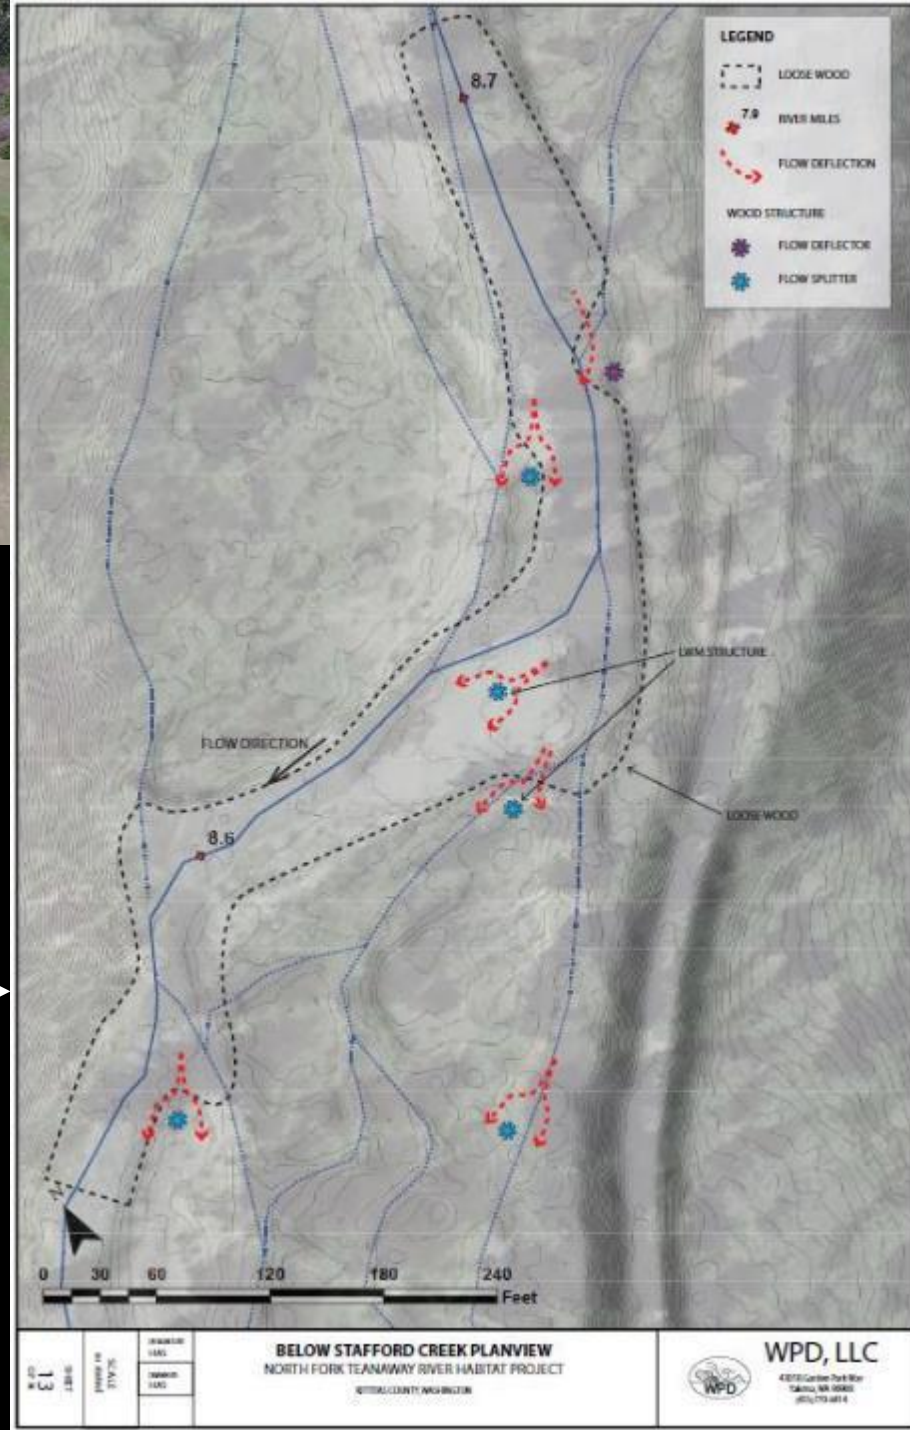 LEGEND
LOOSE WOOD
7.9
RIVER MILES
FLOW DEFLECTION
WOOD STRUCTURE
FLOW DEFLECTOR
FLOW SPLITTER
8.7
LWM STRUCTURE
FLOW DIRECTION
LOOSE WOOD
8.6
0 30 60 120 180 240
Feet
SHEET
13
SCALE
BELOW STAFFORD CREEK PLANVIEW
NORTH FORK TEANAWAY RIVER HABITAT PROJECT
KITTITAS COUNTY, WASHINGTON
WPD
WPD, LLC